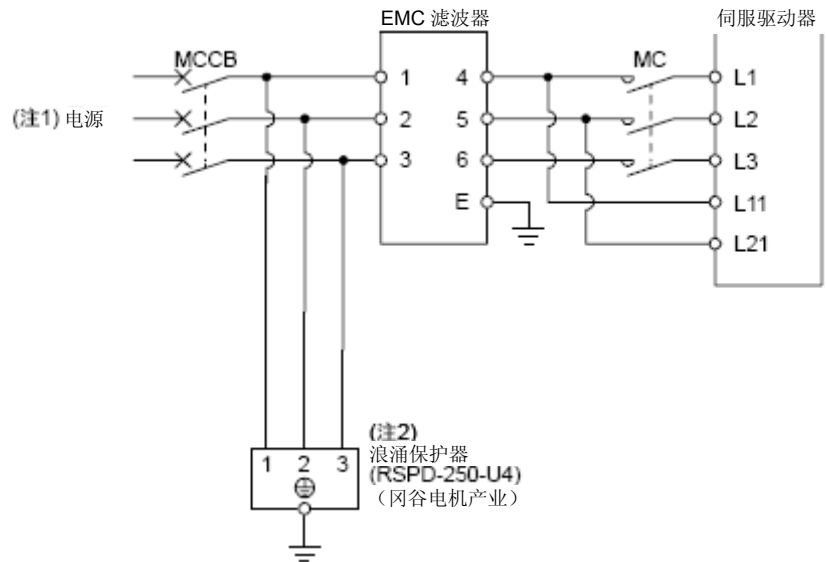 EMC 滤波器
伺服驱动器
MCCB
MC
1
4
L1
(注1) 电源
2
5
L2
3
6
L3
E
L11
L21
(注2)
浪涌保护器
1 2 3
(RSPD-250-U4)
（冈谷电机产业）